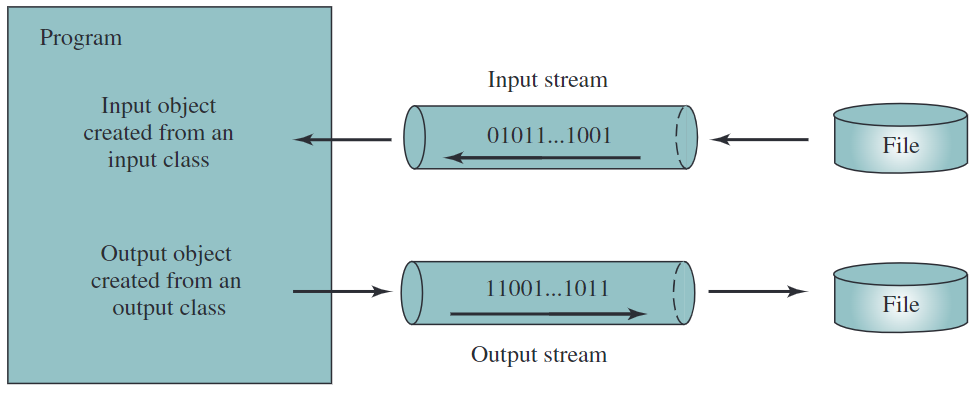 Program
Input stream
Input object
created from an
input class
01011...1001
File
Output object
created from an
output class
11001...1011
File
Output stream